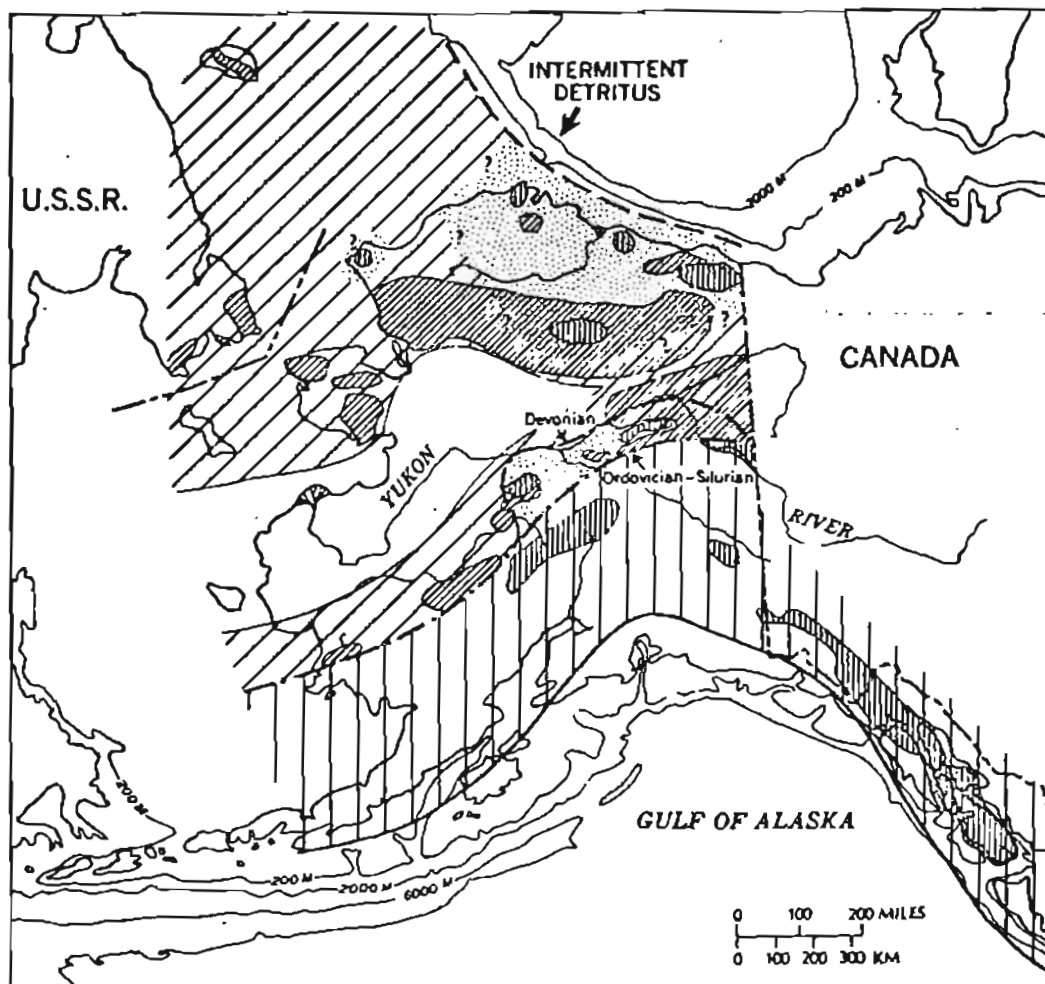 INTERMITTENT
DETRITUS
U.S.S.R.
2000 M
200 M
?
?
?
?
?
CANADA
Devonian
YUKON
Ordovician-Silurian
RIVER
200 M
GULF OF ALASKA
200 M
2000 M
6000 M
0 100 200 MILES
0 100 200 300 KM